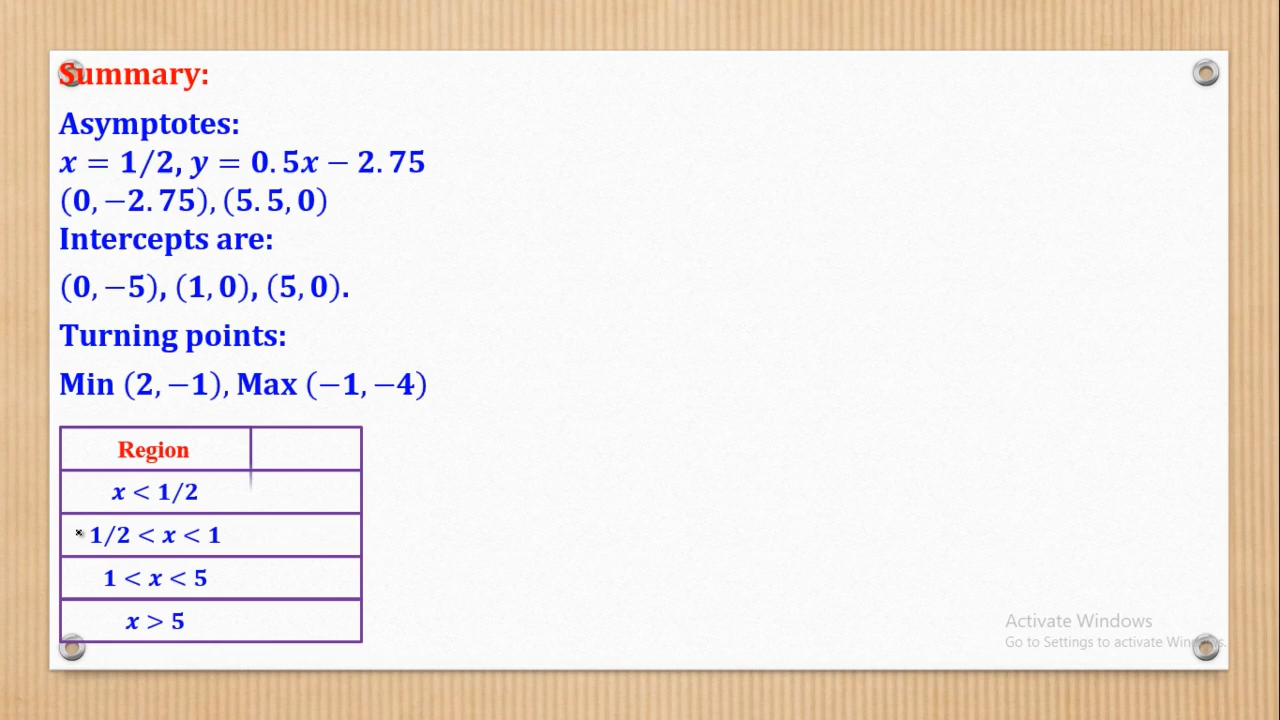 Summary:
Asymptotes:
x = 1/2, y = 0.5x − 2.75
(0, −2.75), (5.5, 0)
Intercepts are:
(0, −5), (1, 0), (5, 0).
Turning points:
Min (2, −1), Max (−1, −4)
Region
x < 1/2
1/2 < x < 1
1 < x < 5
x > 5
Activate Windows
Go to Settings to activate Windows.